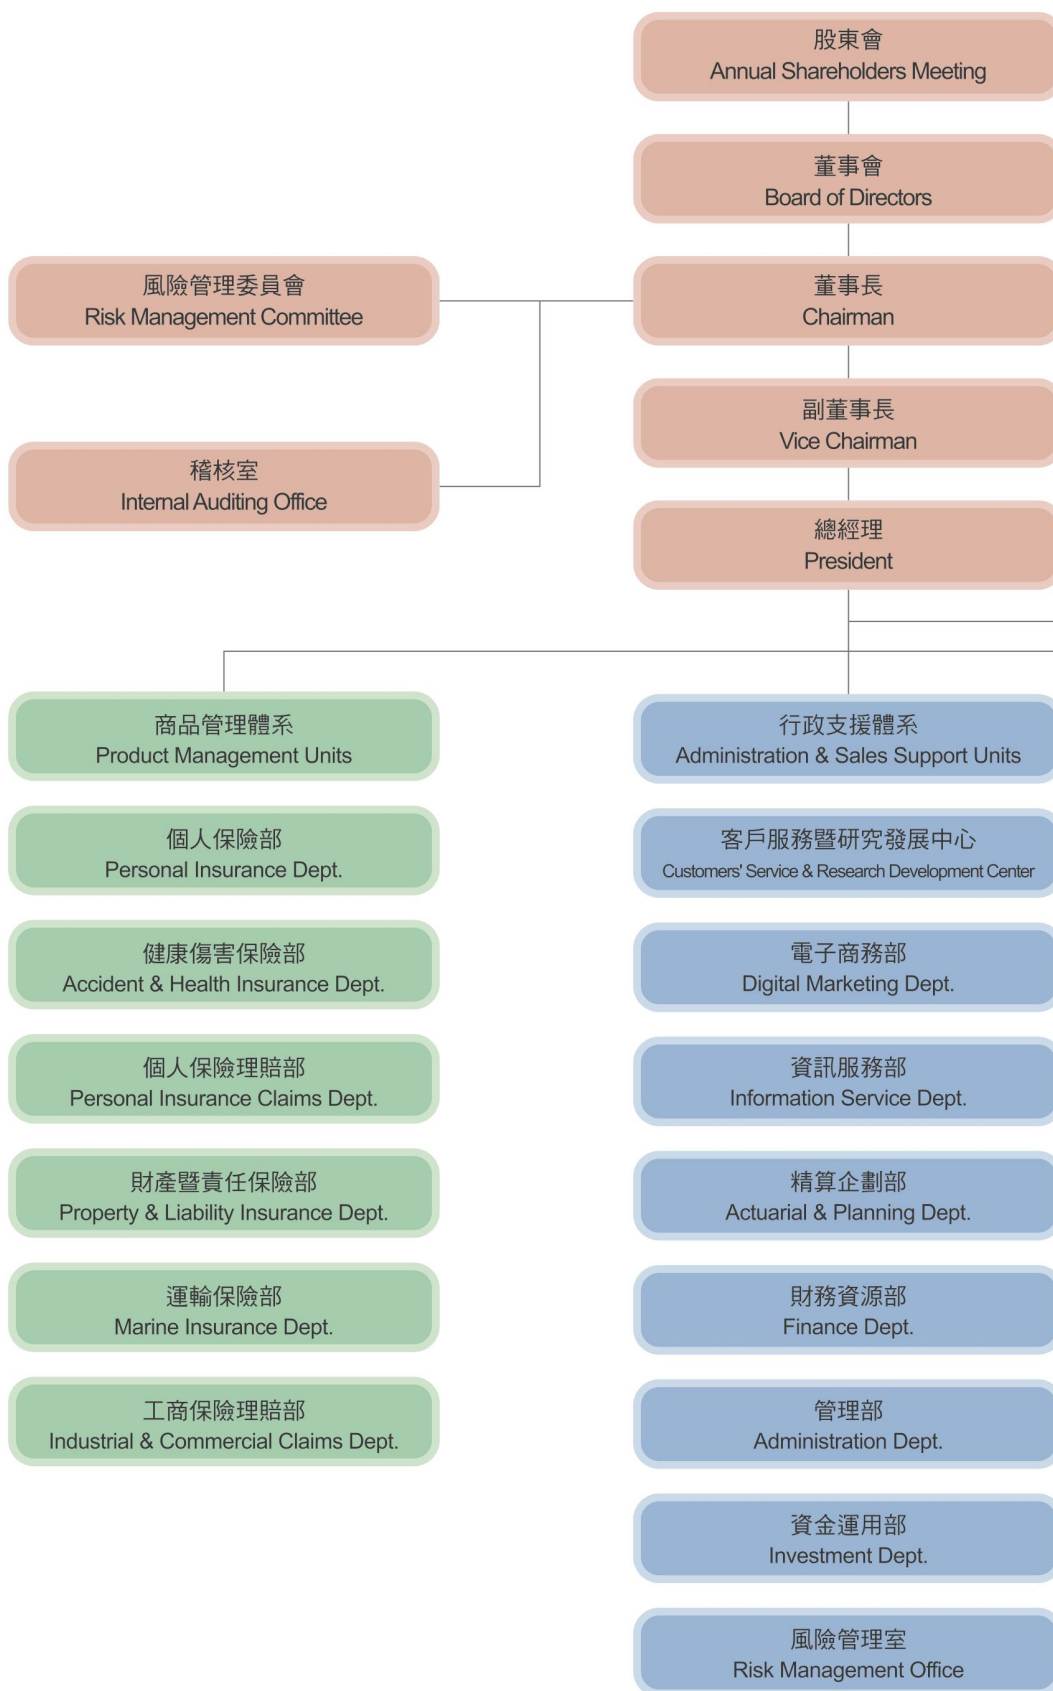 股東會
Annual Shareholders Meeting
董事會
Board of Directors
風險管理委員會
Risk Management Committee
董事長
Chairman
副董事長
Vice Chairman
稽核室
Internal Auditing Office
總經理
President
商品管理體系
Product Management Units
個人保險部
Personal Insurance Dept.
健康傷害保險部
Accident & Health Insurance Dept.
個人保險理賠部
Personal Insurance Claims Dept.
財產暨責任保險部
Property & Liability Insurance Dept.
運輸保險部
Marine Insurance Dept.
工商保險理賠部
Industrial & Commercial Claims Dept.
行政支援體系
Administration & Sales Support Units
客戶服務暨研究發展中心
Customers' Service & Research Development Center
電子商務部
Digital Marketing Dept.
資訊服務部
Information Service Dept.
精算企劃部
Actuarial & Planning Dept.
財務資源部
Finance Dept.
管理部
Administration Dept.
資金運用部
Investment Dept.
風險管理室
Risk Management Office